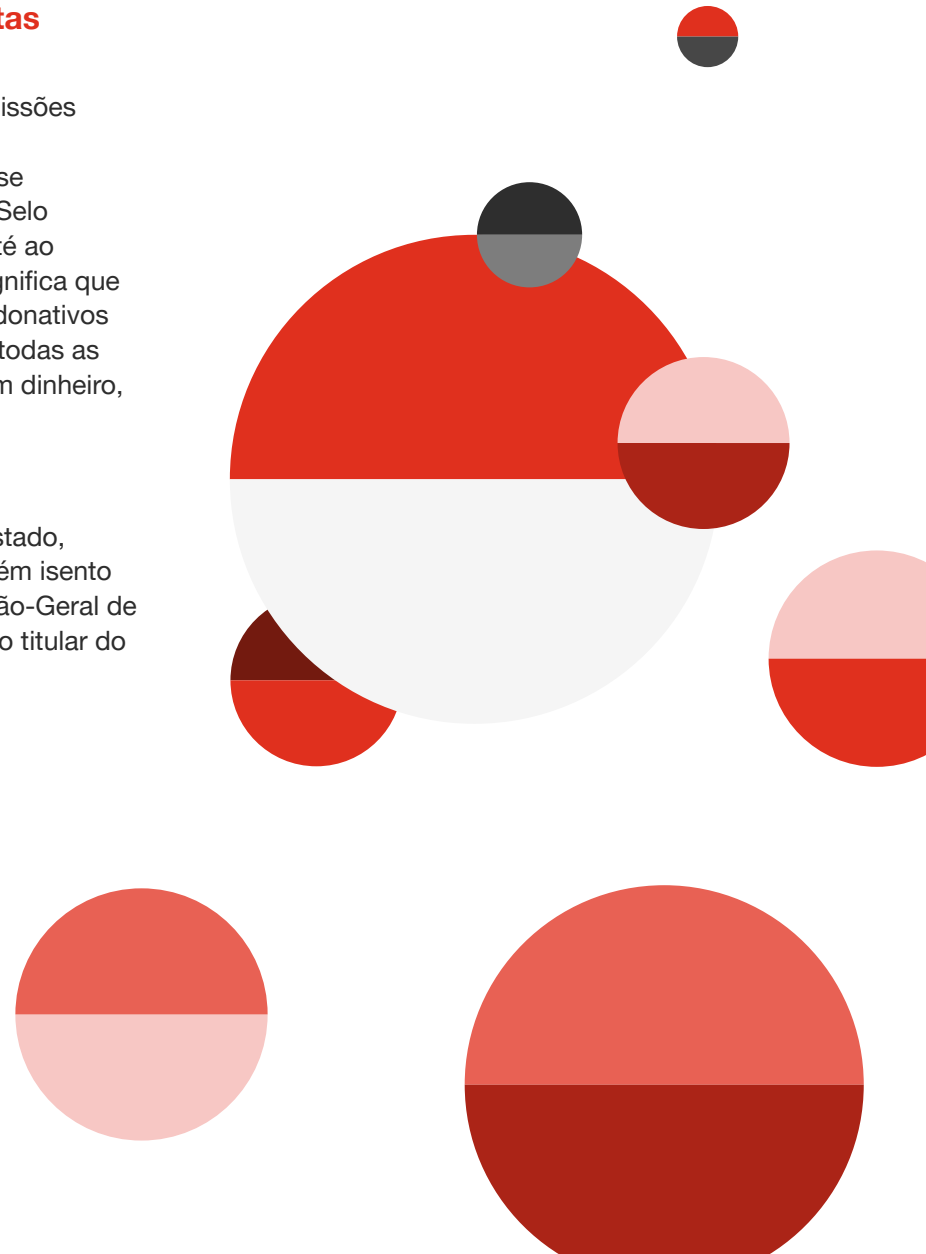 tas
issões
se
Selo
té ao
gnifica que
donativos
todas as
m dinheiro,
stado,
ém isento
ão-Geral de
o titular do